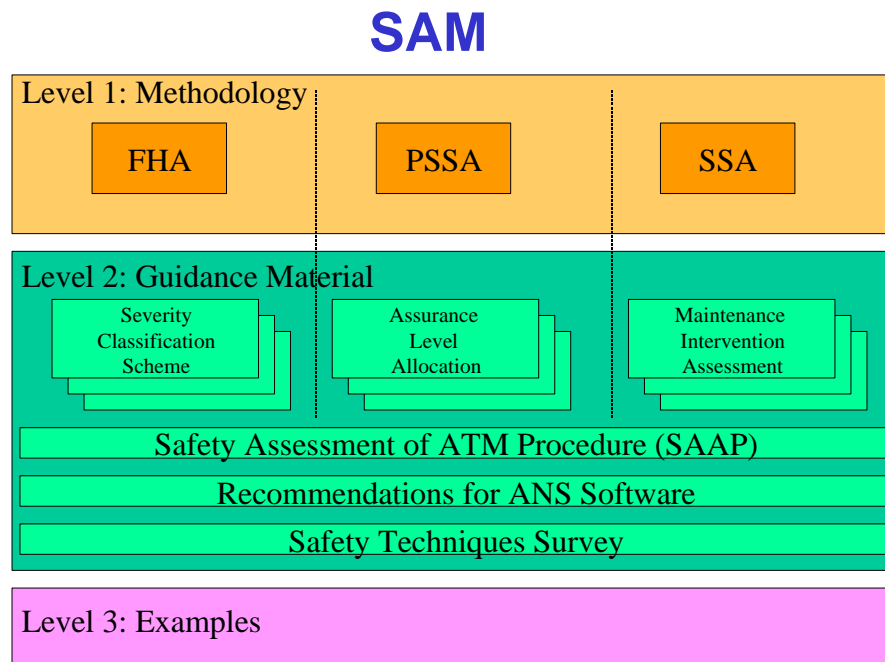 SAM
Level 1: Methodology
FHA
PSSA
SSA
Level 2: Guidance Material
Severity
Classification
Scheme
Assurance
Level
Allocation
Maintenance
Intervention
Assessment
Safety Assessment of ATM Procedure (SAAP)
Recommendations for ANS Software
Safety Techniques Survey
Level 3: Examples